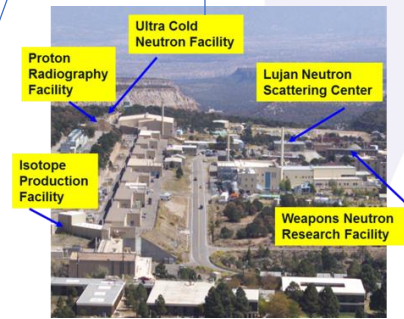 Ultra Cold
Neutron Facility
Proton
Radiography
Facility
Lujan Neutron
Scattering Center
Isotope
Production
Facility
Weapons Neutron
Research Facility